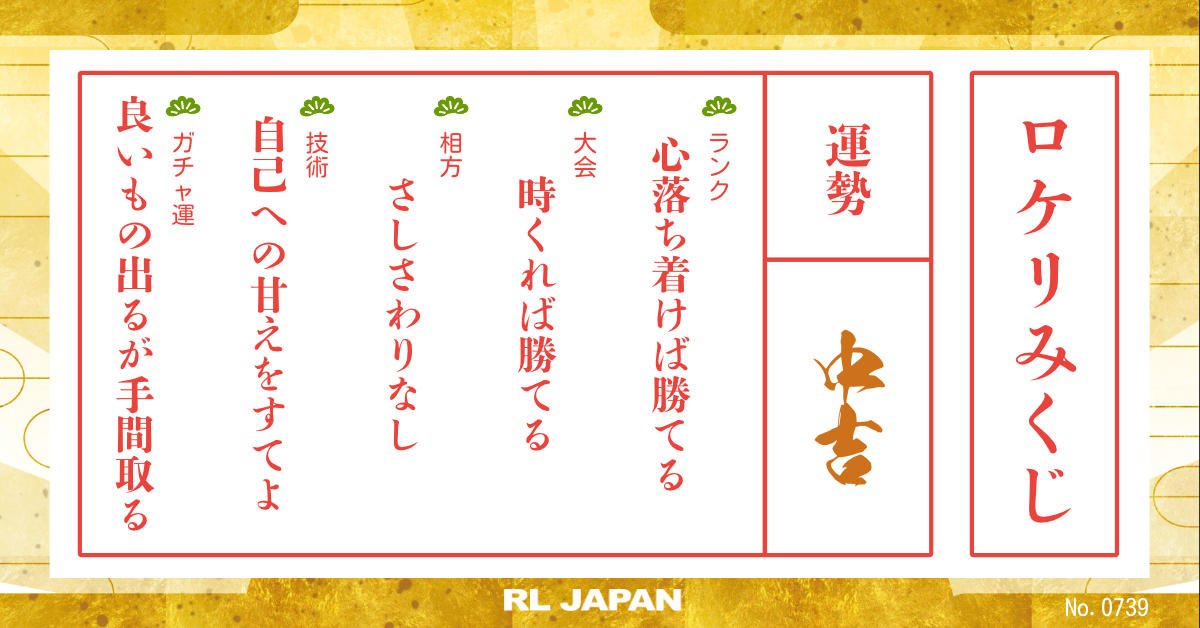 ロケリみくじ
運勢
中吉
ランク
心落ち着けば勝てる
大会
時くれば勝てる
相方
さしさわりなし
技術
自己への甘えをすてよ
ガチャ運
良いもの出るが手間取る
RL JAPAN
No. 0739